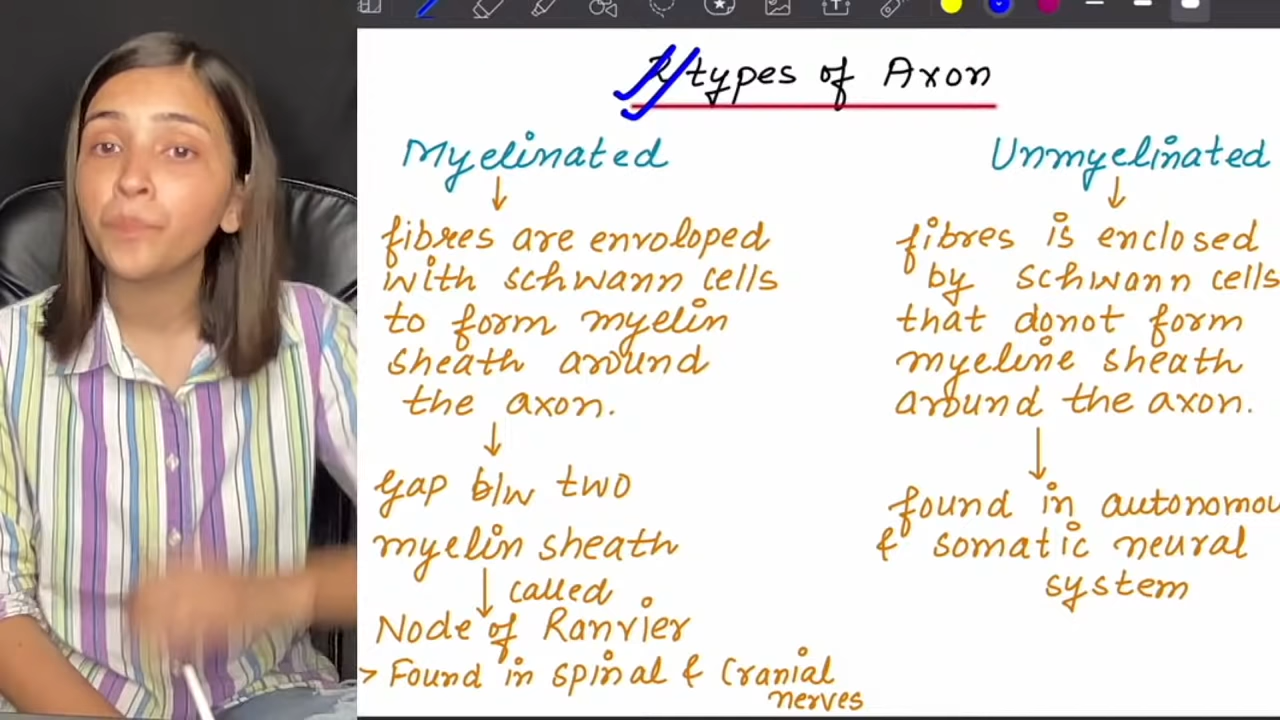 2 types of Axon
Myelinated
fibres are envoloped
with schwann cells
to form myelin
sheath around
the axon.
Gap b/w two
myelin sheath
called
Node of Ranvier
> Found in spinal & Cranial
nerves
Unmyelinated
fibres is enclosed
by schwann cells
that donot form
myeline sheath
around the axon.
found in autonomou
& somatic neural
system